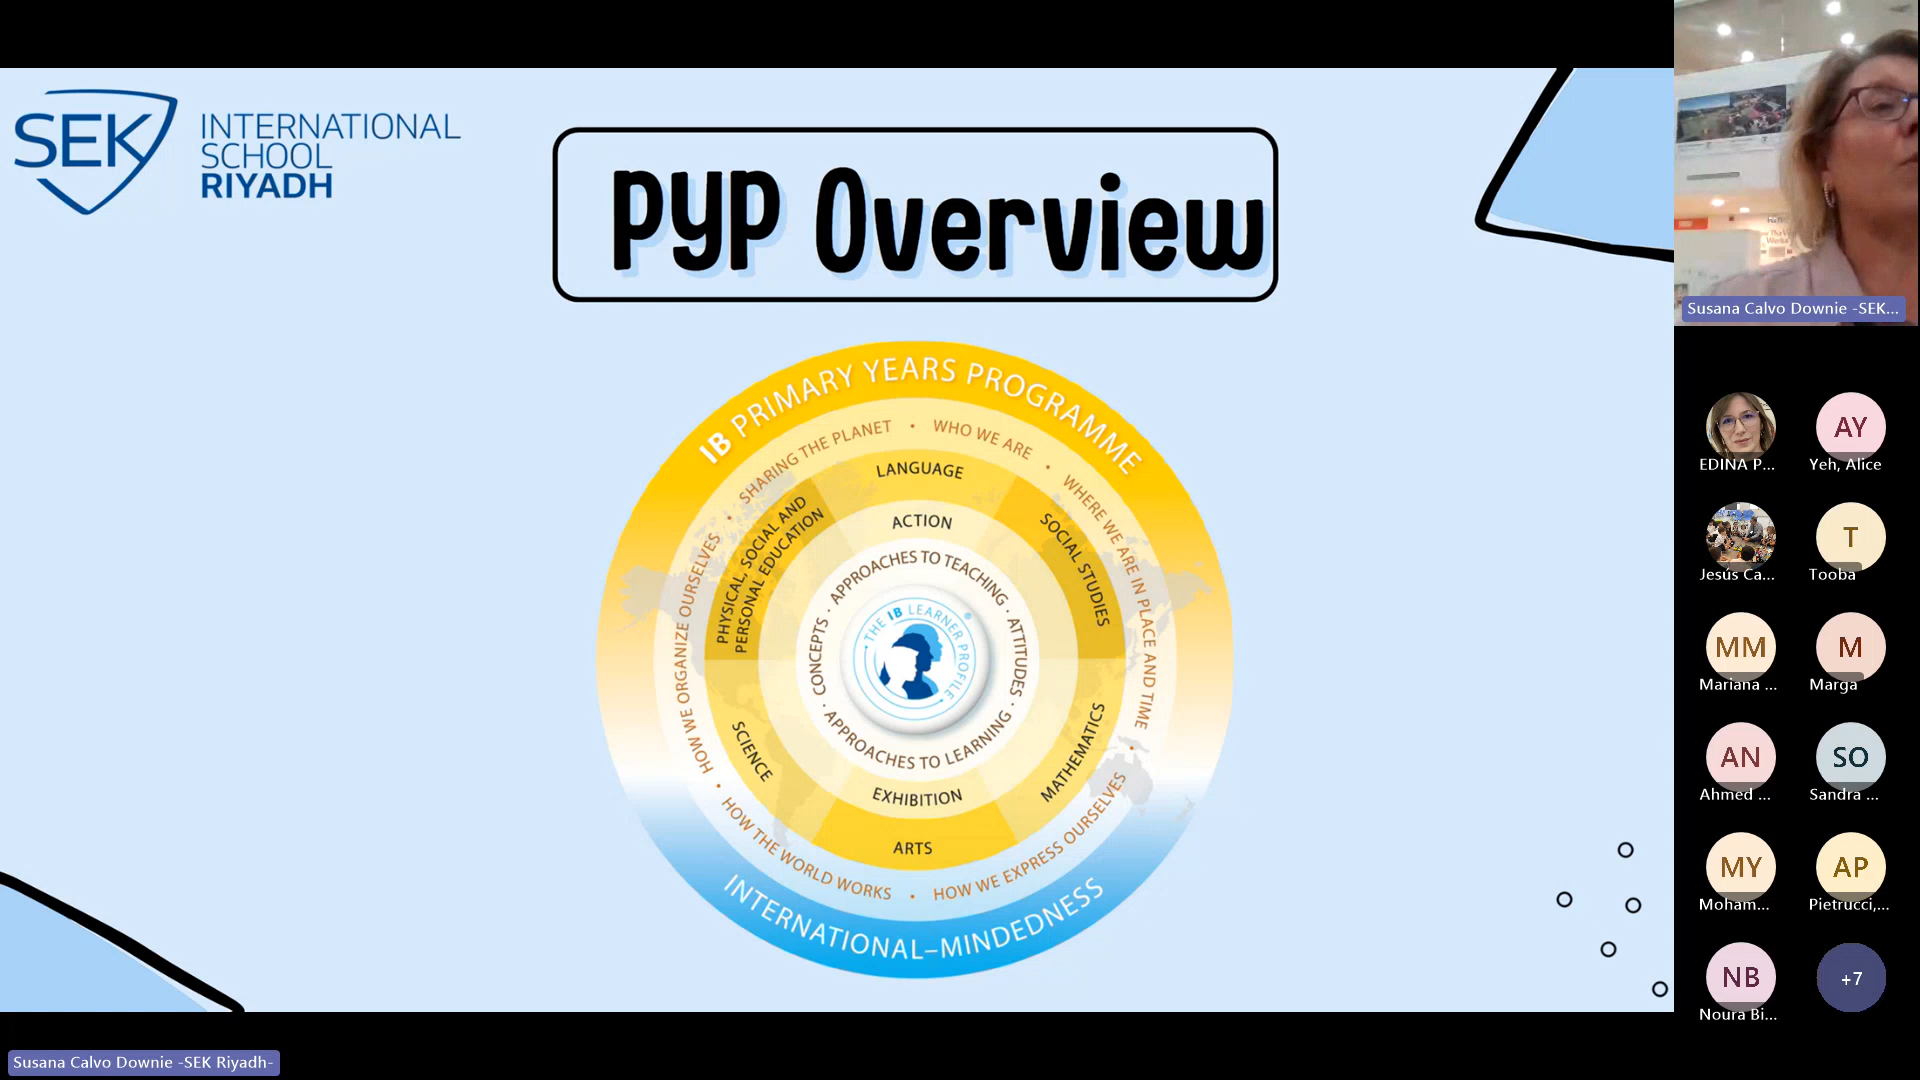 SEK
INTERNATIONAL
SCHOOL
RIYADH
PYP Overview
IB PRIMARY YEARS PROGRAMME
SHARING THE PLANET • WHO WE ARE • WHERE WE ARE IN PLACE AND TIME • HOW WE EXPRESS OURSELVES • HOW THE WORLD WORKS • HOW WE ORGANIZE OURSELVES •
LANGUAGE
SOCIAL STUDIES
MATHEMATICS
ARTS
SCIENCE
PHYSICAL, SOCIAL AND
PERSONAL EDUCATION
ACTION
EXHIBITION
APPROACHES TO TEACHING · ATTITUDES · APPROACHES TO LEARNING · CONCEPTS ·
THE IB LEARNER PROFILE ®
INTERNATIONAL–MINDEDNESS
Susana Calvo Downie -SEK...
EDINA P...
AY
Yeh, Alice
Jesús Ca...
T
Tooba
MM
Mariana ...
M
Marga
AN
Ahmed ...
SO
Sandra ...
MY
Moham...
AP
Pietrucci,...
NB
Noura Bi...
+7
Susana Calvo Downie -SEK Riyadh-